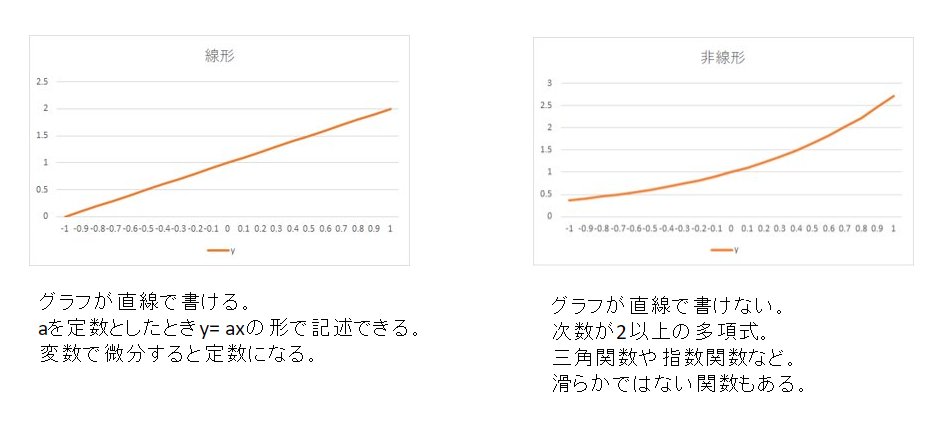 線形
2.5
2
1.5
1
0.5
0
-1 -0.9 -0.8 -0.7 -0.6 -0.5 -0.4 -0.3 -0.2 -0.1 0 0.1 0.2 0.3 0.4 0.5 0.6 0.7 0.8 0.9 1
y
グラフが直線で書ける。
aを定数としたときy= axの形で記述できる。
変数で微分すると定数になる。
非線形
3
2.5
2
1.5
1
0.5
0
-1 -0.9 -0.8 -0.7 -0.6 -0.5 -0.4 -0.3 -0.2 -0.1 0 0.1 0.2 0.3 0.4 0.5 0.6 0.7 0.8 0.9 1
y
グラフが直線で書けない。
次数が2以上の多項式。
三角関数や指数関数など。
滑らかではない関数もある。